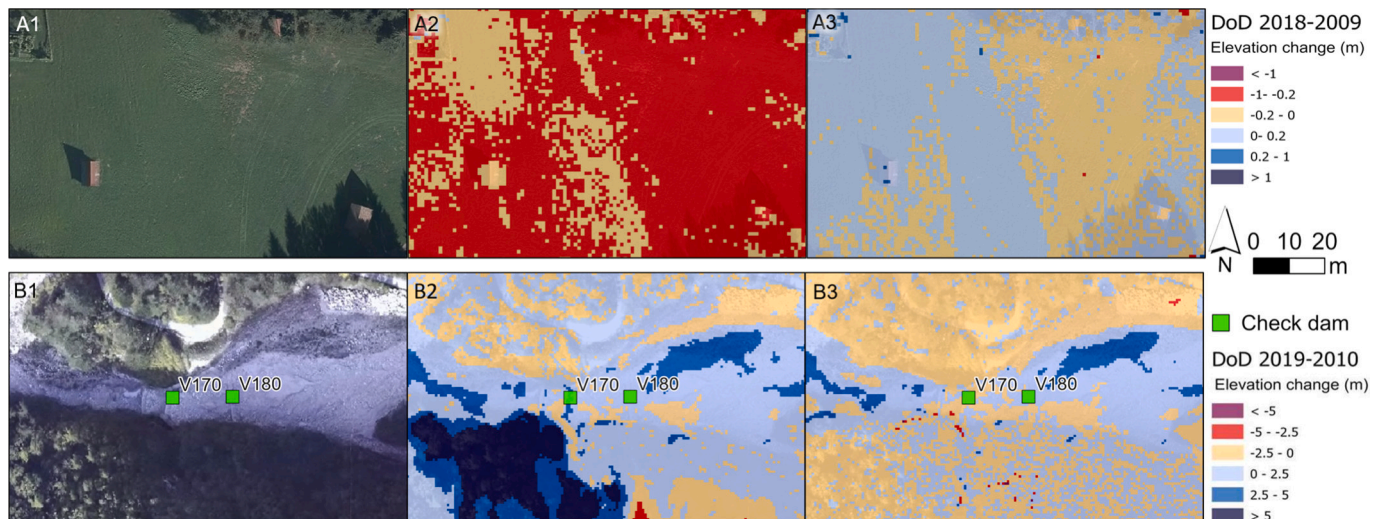 A1
A2
A3
DoD 2018-2009
Elevation change (m)
< -1
-1- -0.2
-0.2 - 0
0- 0.2
0.2 - 1
> 1
N
0 10 20
m
B1
B2
B3
V170
V180
V170
V180
V170
V180
Check dam
DoD 2019-2010
Elevation change (m)
< -5
-5 - -2.5
-2.5 - 0
0 - 2.5
2.5 - 5
> 5